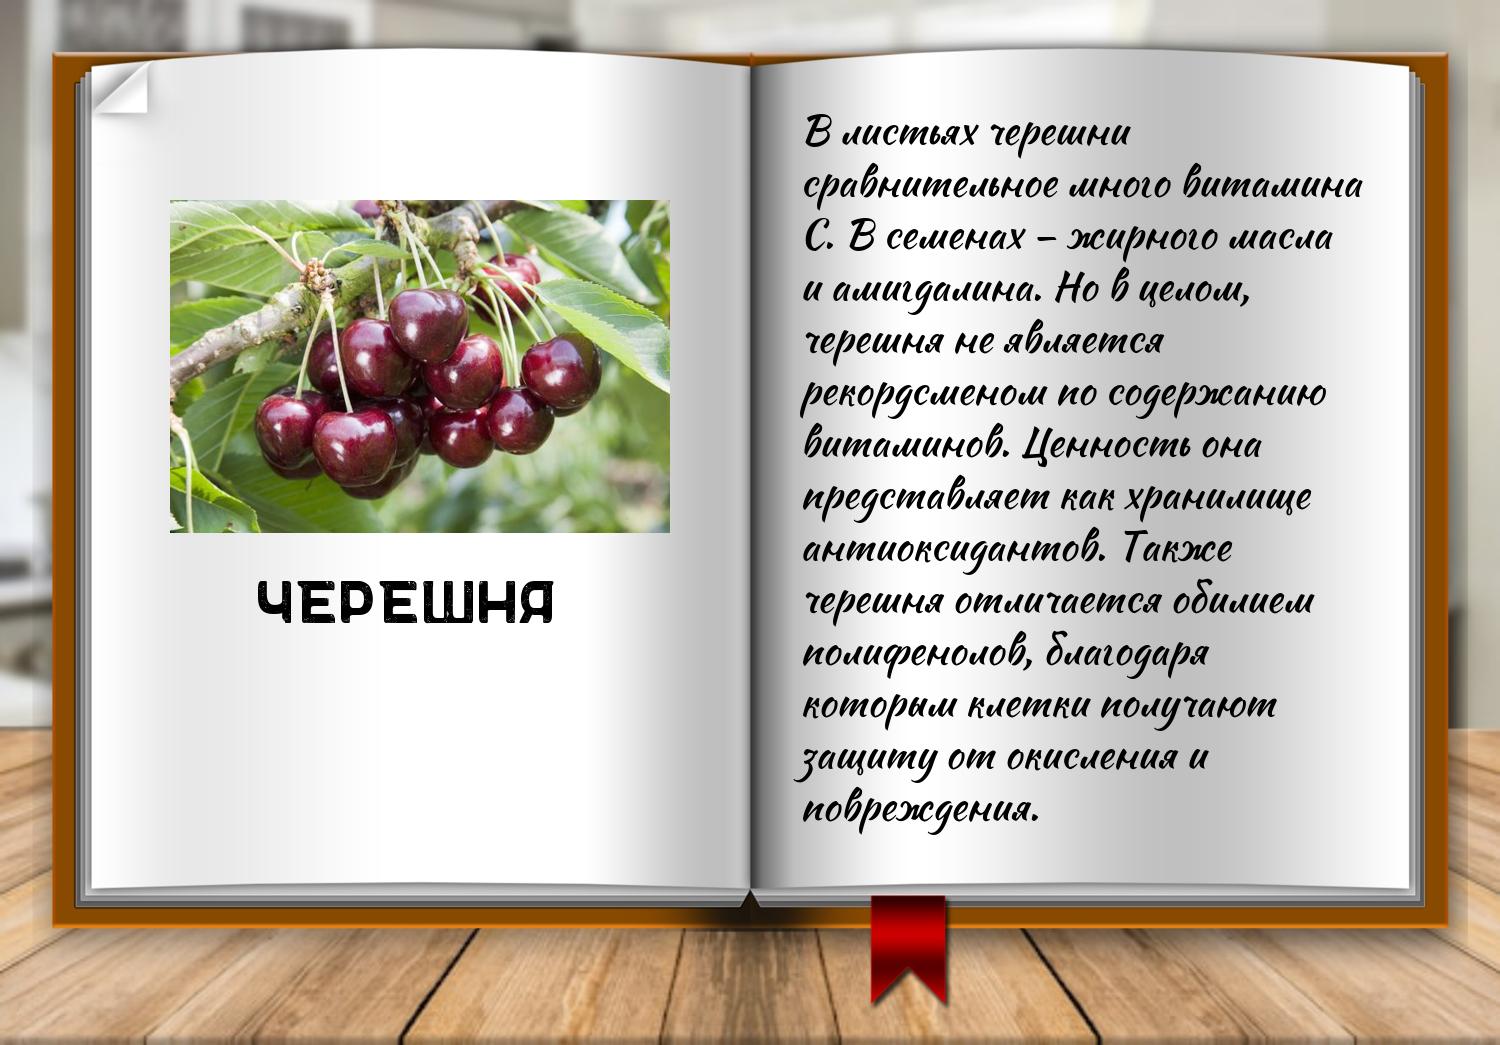 ЧЕРЕШНЯ
В листьях черешни
сравнительное много витамина
С. В семенах – жирного масла
и амигдалина. Но в целом,
черешня не является
рекордсменом по содержанию
витаминов. Ценность она
представляет как хранилище
антиоксидантов. Также
черешня отличается обилием
полифенолов, благодаря
которым клетки получают
защиту от окисления и
повреждения.